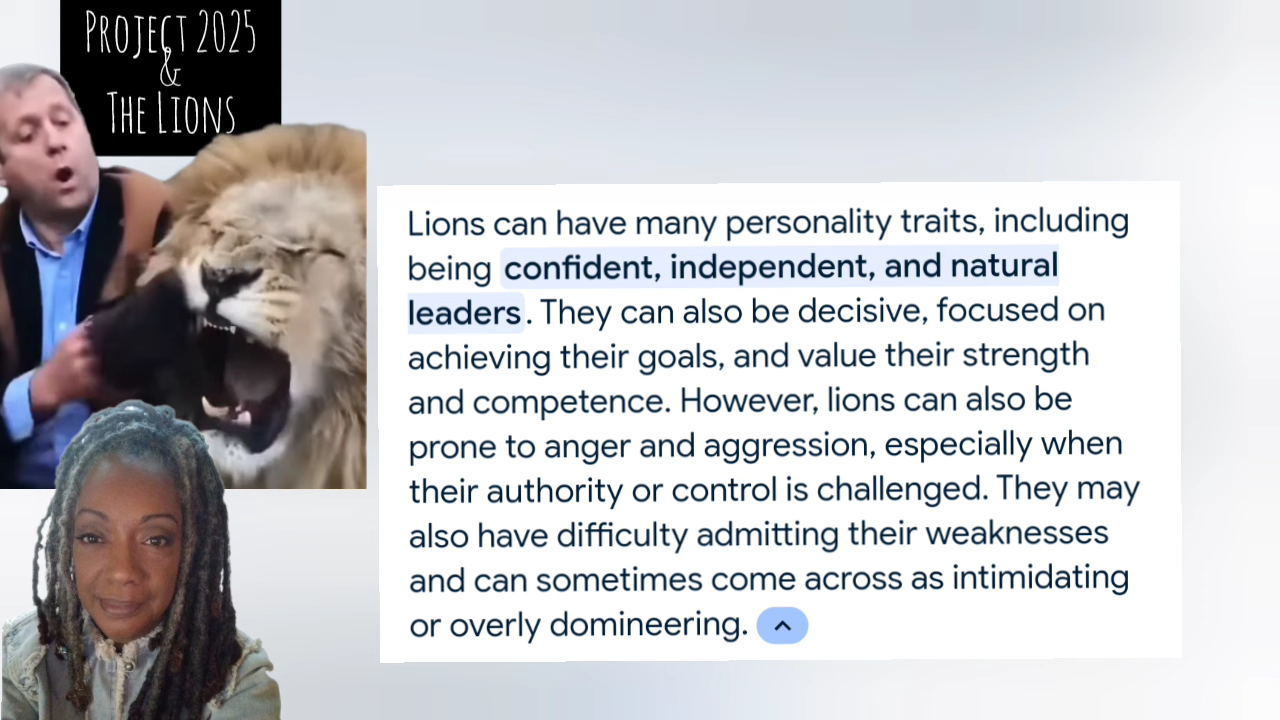 PROJECT 2025
&
THE LIONS
Lions can have many personality traits, including
being confident, independent, and natural
leaders. They can also be decisive, focused on
achieving their goals, and value their strength
and competence. However, lions can also be
prone to anger and aggression, especially when
their authority or control is challenged. They may
also have difficulty admitting their weaknesses
and can sometimes come across as intimidating
or overly domineering.